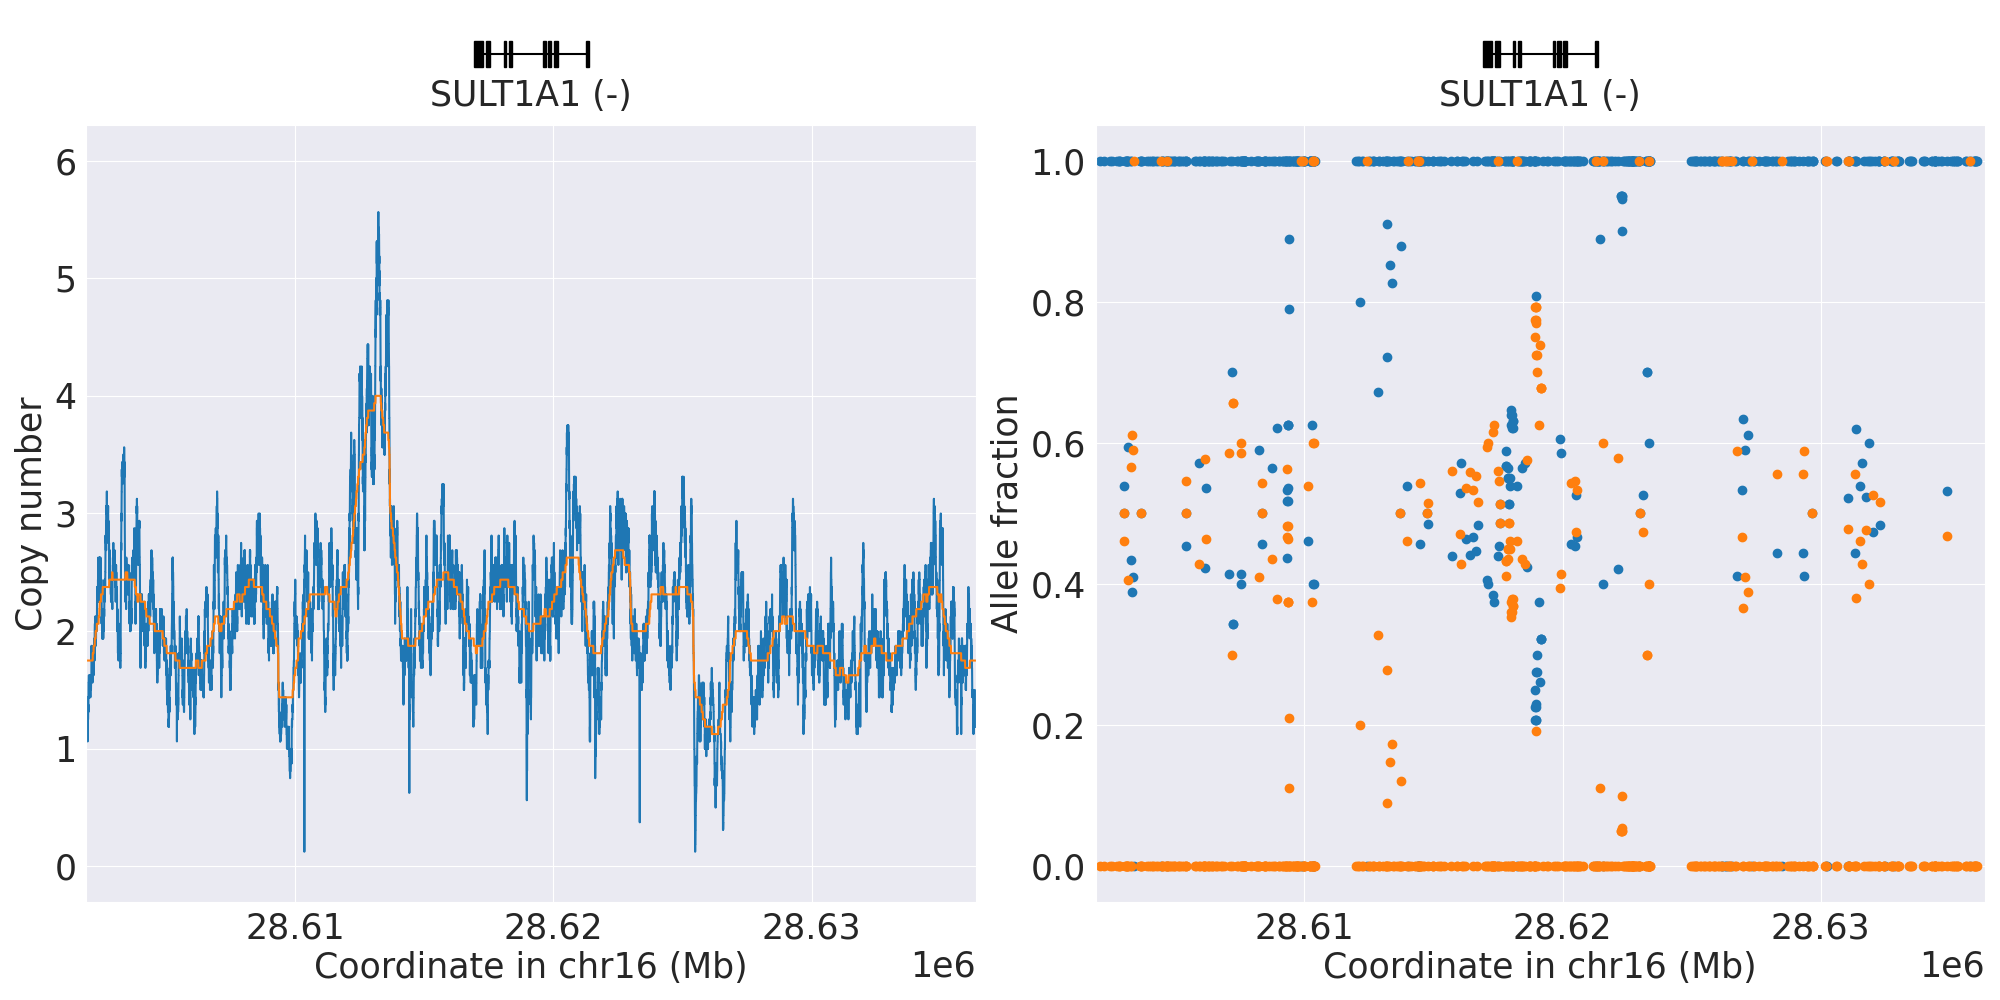 SULT1A1 (-)
6
5
4
3
2
1
0
Copy number
28.61
28.62
28.63
Coordinate in chr16 (Mb)
1e6
SULT1A1 (-)
1.0
0.8
0.6
0.4
0.2
0.0
Allele fraction
28.61
28.62
28.63
Coordinate in chr16 (Mb)
1e6